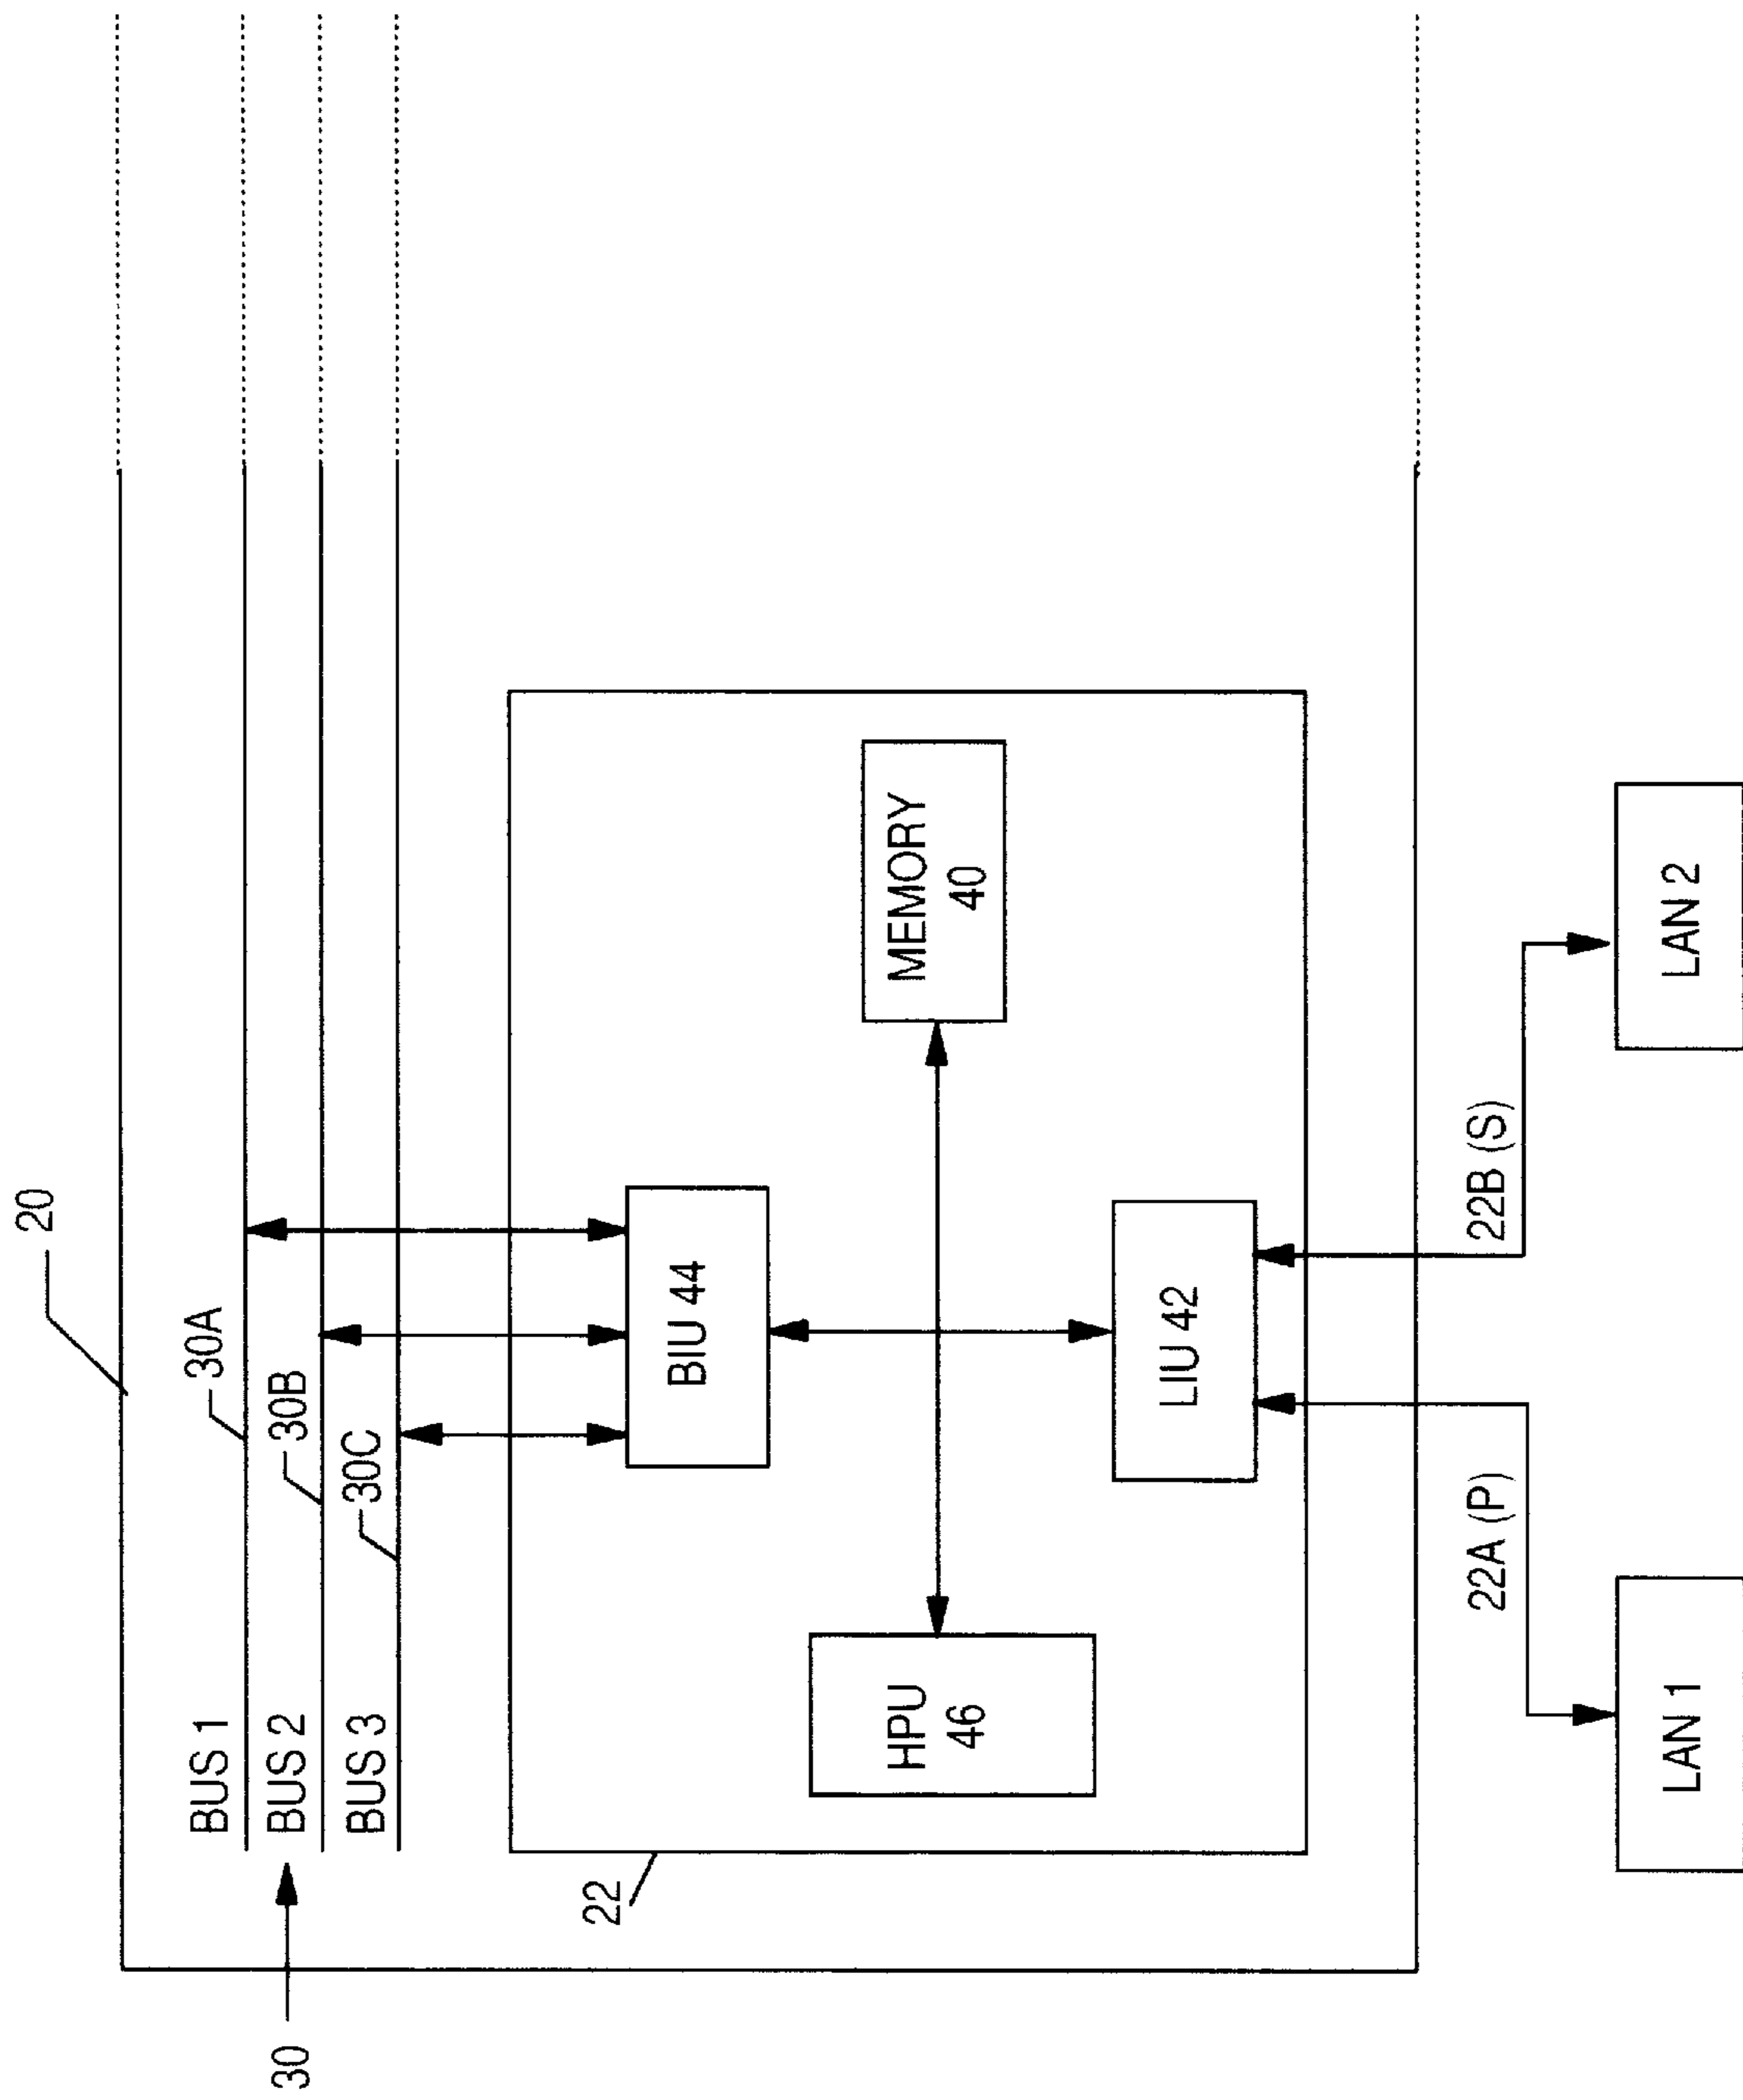 20
30
BUS 1
30A
BUS 2
30B
BUS 3
30C
22
BIU 44
HPU
46
MEMORY
40
LIU 42
22A (P)
22B (S)
LAN 1
LAN 2